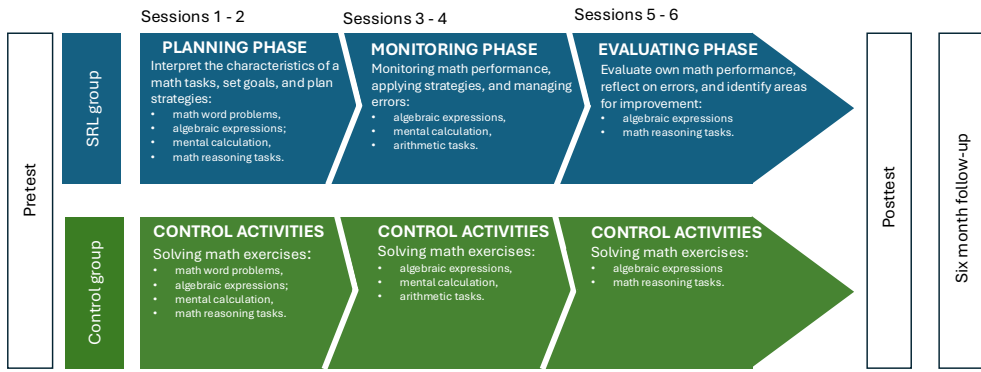 Sessions 1 - 2
Sessions 3 - 4
Sessions 5 - 6
Pretest
SRL group
PLANNING PHASE
Interpret the characteristics of a
math tasks, set goals, and plan
strategies:
• math word problems,
• algebraic expressions;
• mental calculation,
• math reasoning tasks.
MONITORING PHASE
Monitoring math performance,
applying strategies, and managing
errors:
• algebraic expressions,
• mental calculation,
• arithmetic tasks.
EVALUATING PHASE
Evaluate own math performance,
reflect on errors, and identify areas
for improvement:
• algebraic expressions
• math reasoning tasks.
Control group
CONTROL ACTIVITIES
Solving math exercises:
• math word problems,
• algebraic expressions;
• mental calculation,
• math reasoning tasks.
CONTROL ACTIVITIES
Solving math exercises:
• algebraic expressions,
• mental calculation,
• arithmetic tasks.
CONTROL ACTIVITIES
Solving math exercises:
• algebraic expressions
• math reasoning tasks.
Posttest
Six month follow-up